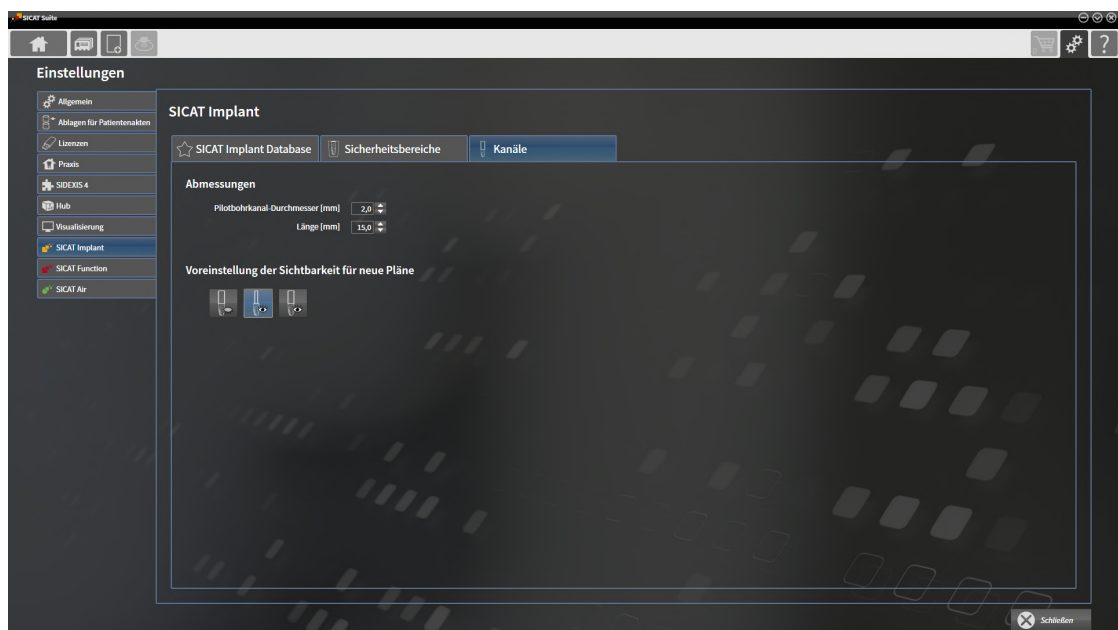 SICAT Suite
Einstellungen
Allgemein
Ablagen für Patientenakten
Lizenzen
Praxis
SIDEXIS 4
Hub
Visualisierung
SICAT Implant
SICAT Function
SICAT Air
SICAT Implant
SICAT Implant Database
Sicherheitsbereiche
Kanäle
Abmessungen
Pilotbohrkanal-Durchmesser [mm] 2,0
Länge [mm] 15,0
Voreinstellung der Sichtbarkeit für neue Pläne
Schließen